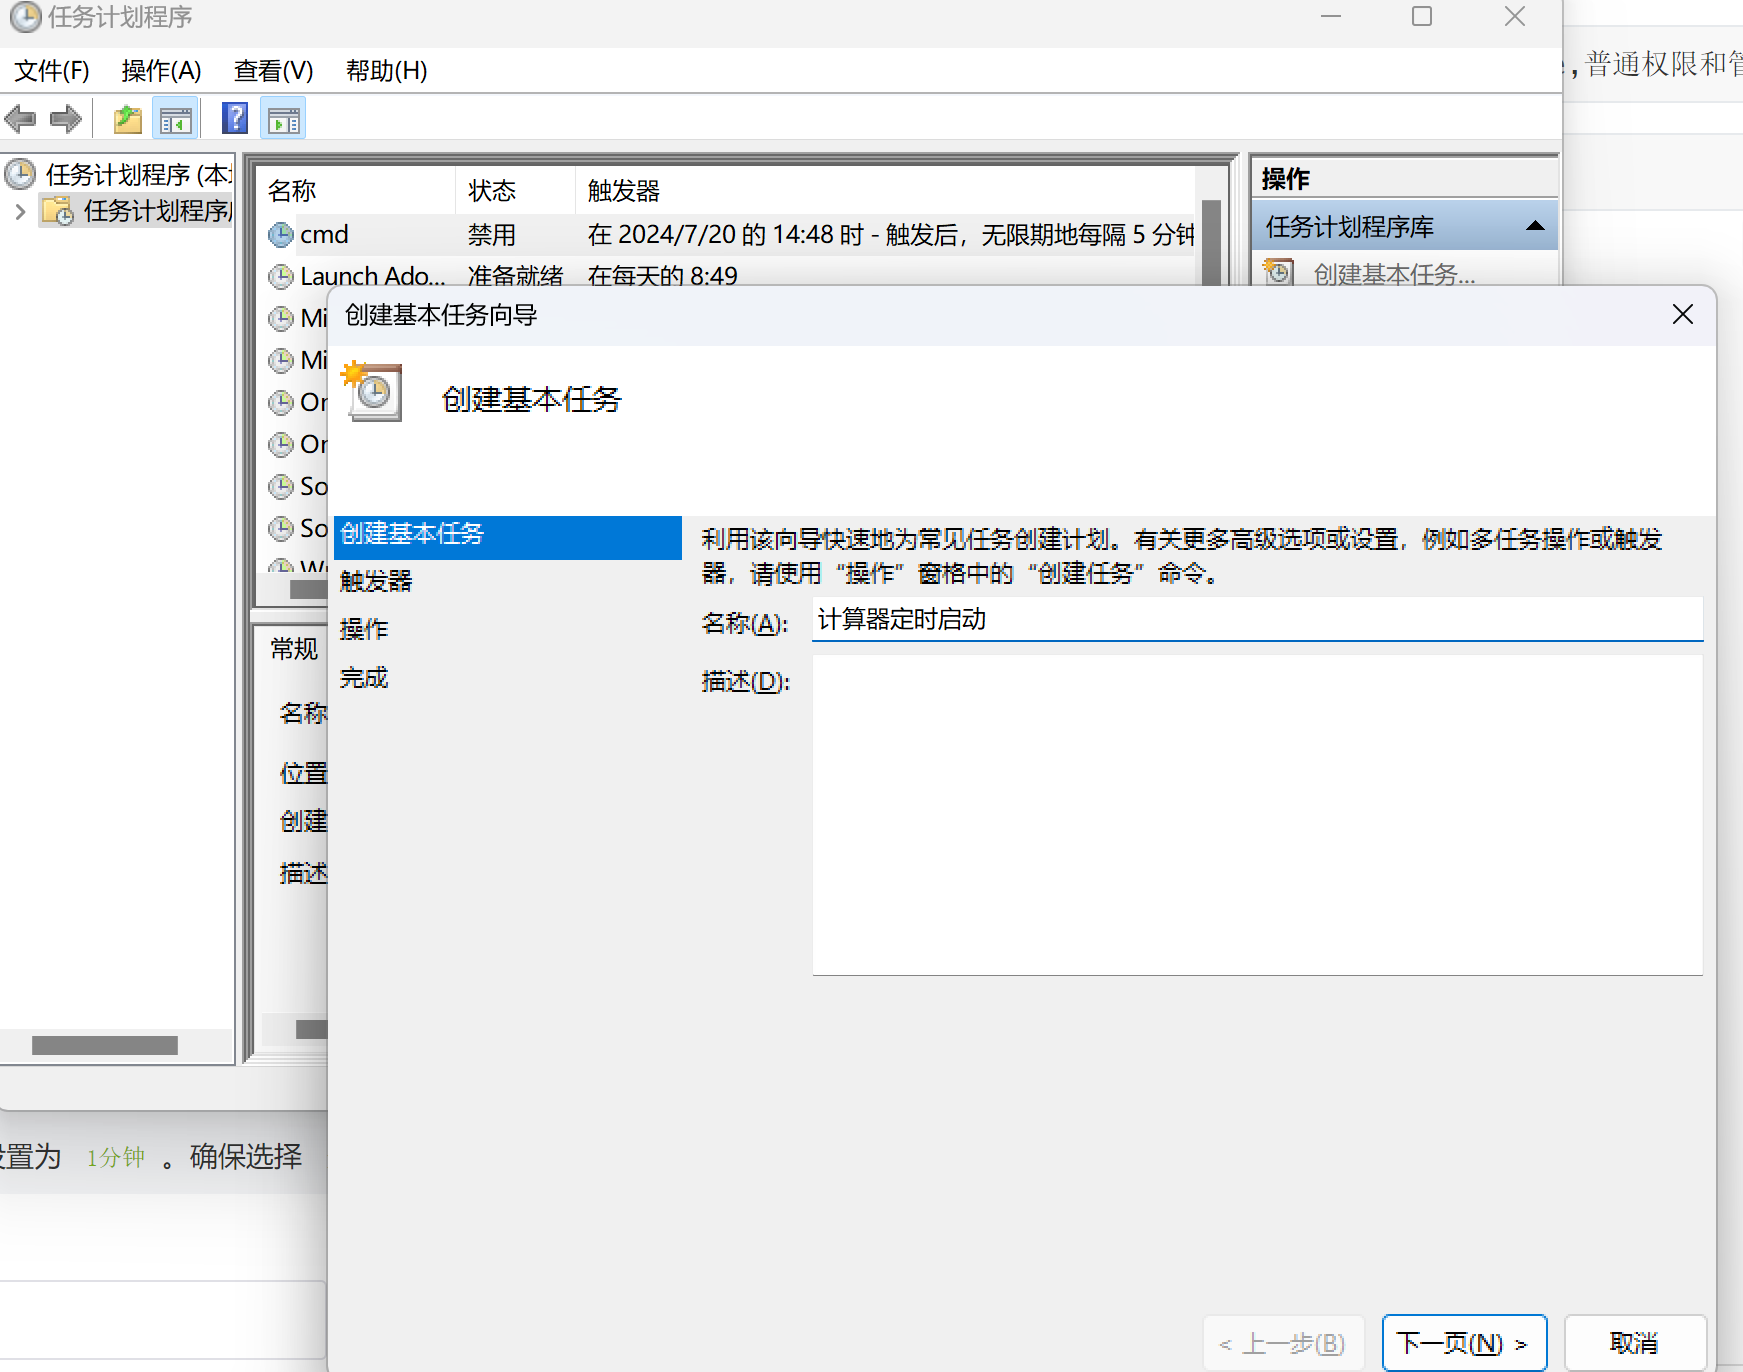 任务计划程序
文件(F) 操作(A) 查看(V) 帮助(H)
,普通权限和管
任务计划程序 (本
任务计划程序
名称 状态 触发器
cmd 禁用 在 2024/7/20 的 14:48 时 - 触发后，无限期地每隔 5 分钟
Launch Ado... 准备就绪 在每天的 8:49
Mi
Mi
Or
Or
So
So
操作
任务计划程序库
创建基本任务...
常规
名称
位置
创建
描述
创建基本任务向导
创建基本任务
创建基本任务
触发器
操作
完成
利用该向导快速地为常见任务创建计划。有关更多高级选项或设置，例如多任务操作或触发
器，请使用“操作”窗格中的“创建任务”命令。
名称(A): 计算器定时启动
描述(D):
置为 1分钟 。确保选择
< 上一步(B) 下一页(N) > 取消